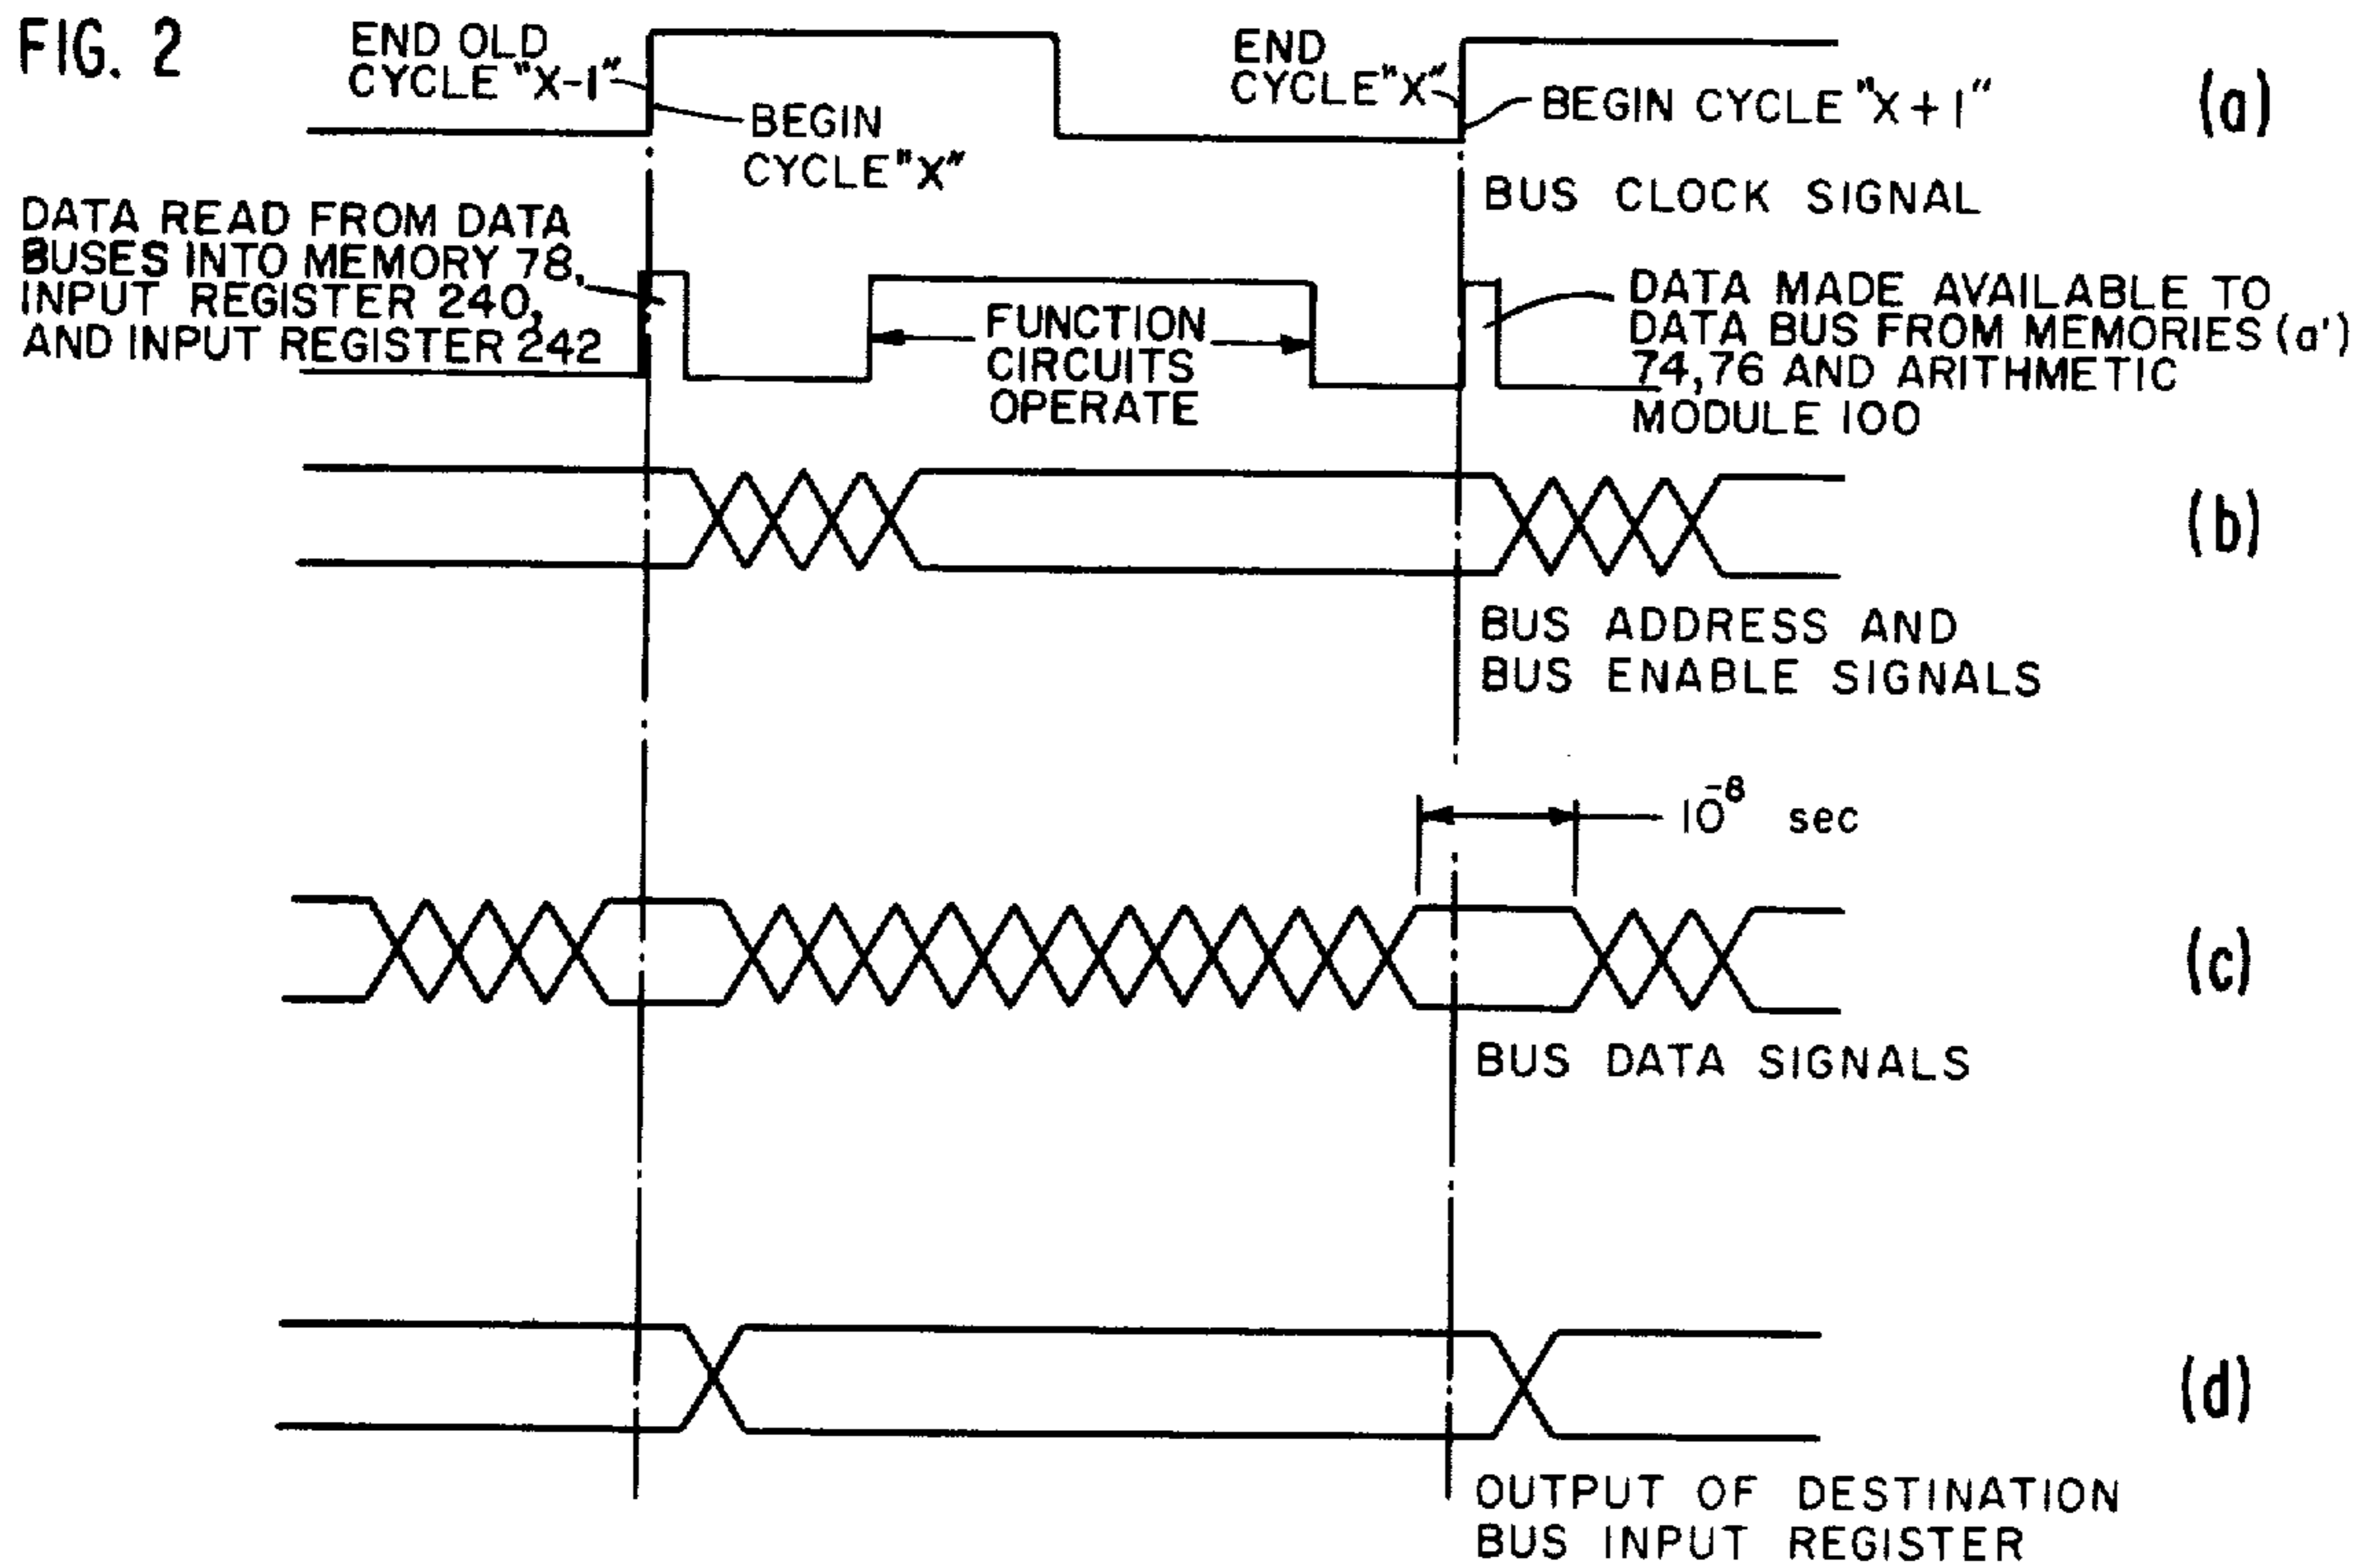 FIG. 2
END OLD
CYCLE "X-1"
BEGIN
CYCLE "X"
END
CYCLE "X"
BEGIN CYCLE "X+1"
(a)
BUS CLOCK SIGNAL
DATA READ FROM DATA
BUSES INTO MEMORY 78,
INPUT REGISTER 240,
AND INPUT REGISTER 242
FUNCTION
CIRCUITS
OPERATE
DATA MADE AVAILABLE TO
DATA BUS FROM MEMORIES (a')
74,76 AND ARITHMETIC
MODULE 100
(b)
BUS ADDRESS AND
BUS ENABLE SIGNALS
10⁻⁸ sec
(c)
BUS DATA SIGNALS
(d)
OUTPUT OF DESTINATION
BUS INPUT REGISTER